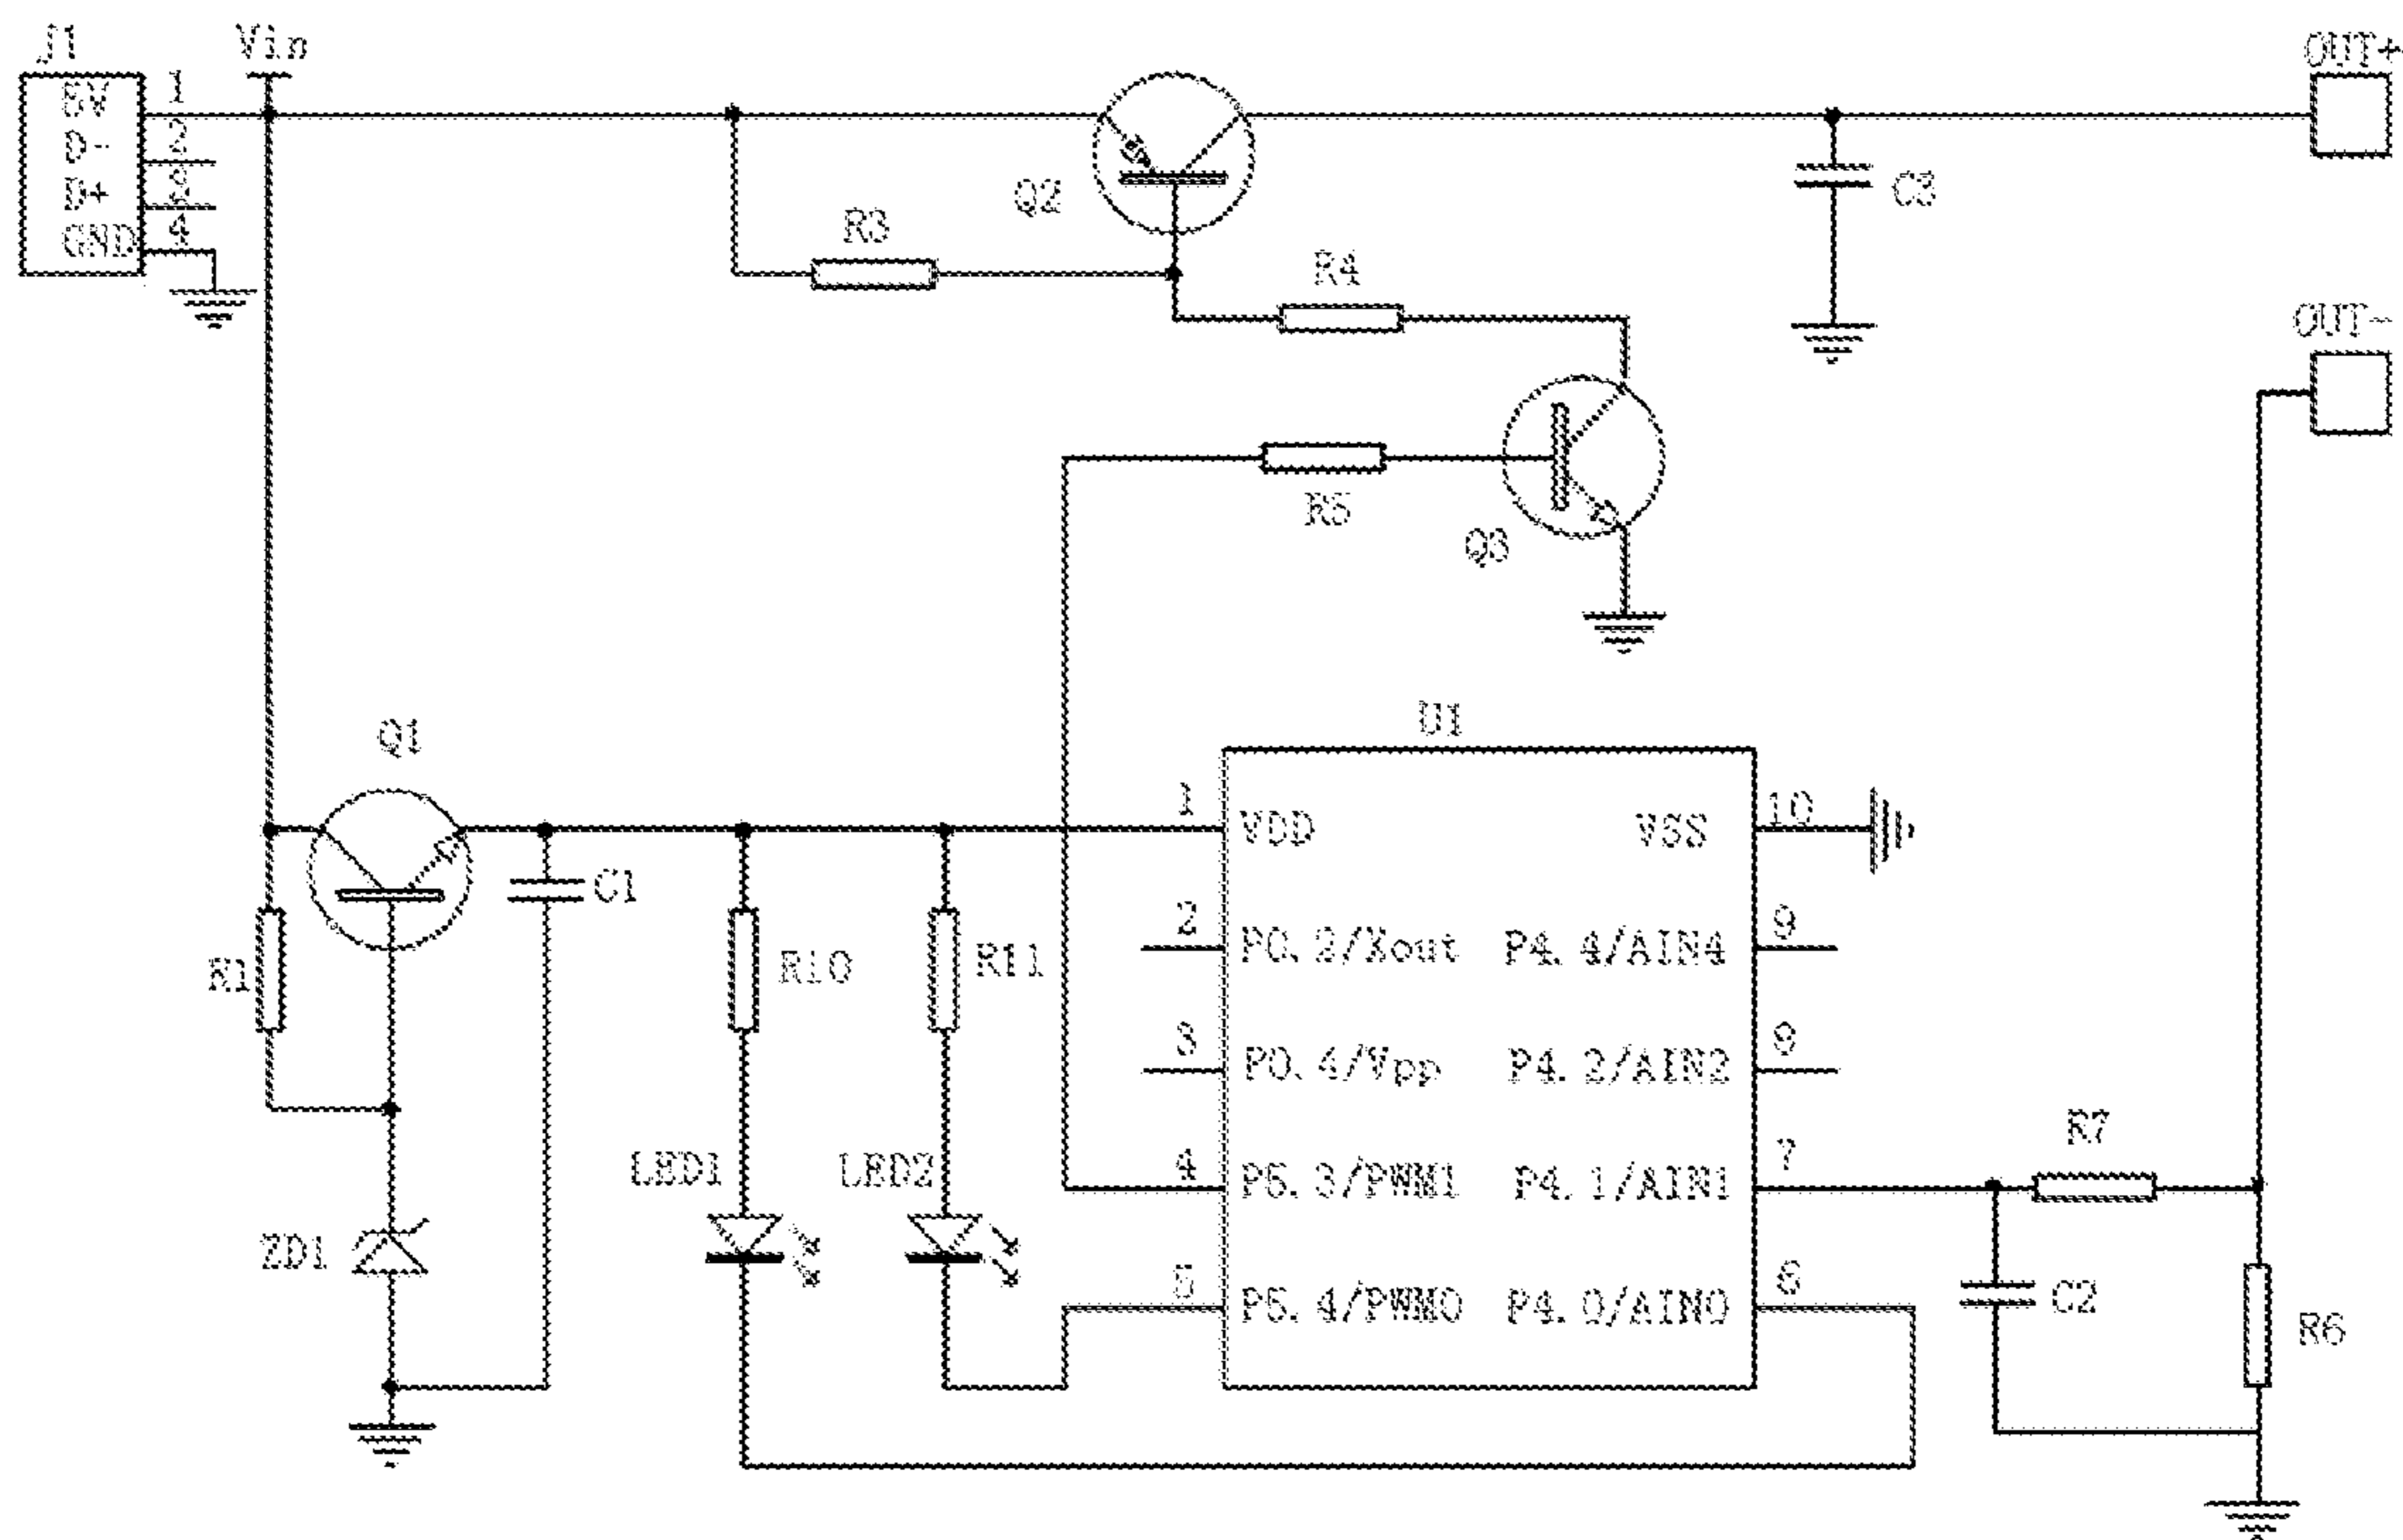 J1
Vin
OUT+
5V 1
D- 2
D+ 3
GND 4
Q2
C3
R3
R4
OUT-
R5
Q3
U1
Q1
1 VDD
VSS 10
C1
R1
R10
R11
2 P0.2/Xout
P4.4/AIN4 9
3 P0.4/Vpp
P4.2/AIN2 8
R7
LED1
LED2
4 P5.3/PWM1
P4.1/AIN1 7
ZD1
5 P5.4/PWM0
P4.0/AIN0 6
C2
R6